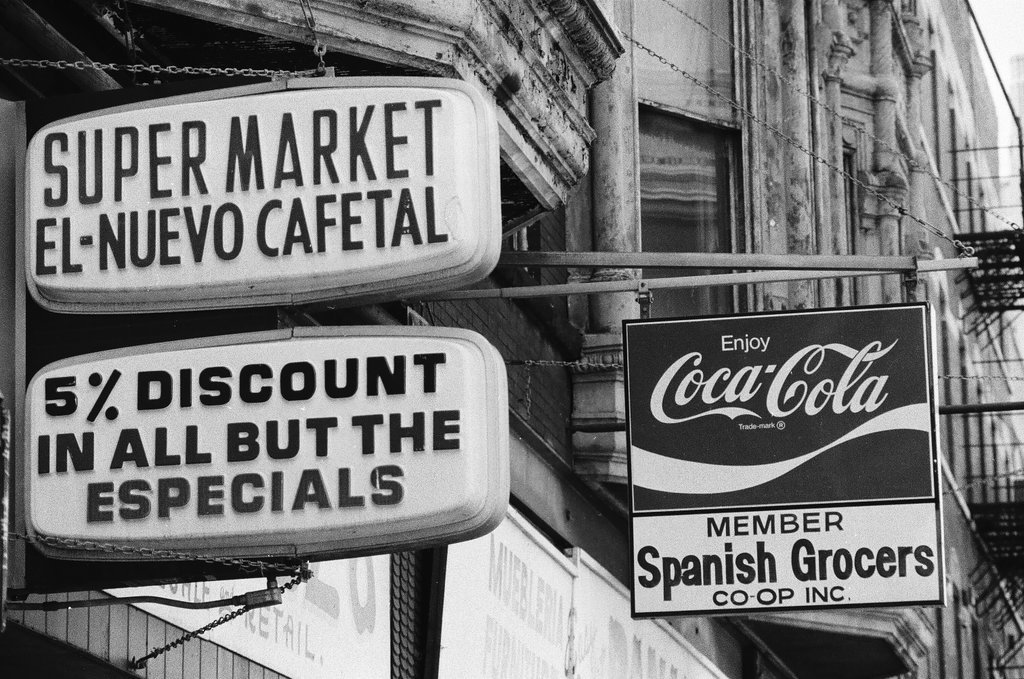 SUPER MARKET
EL-NUEVO CAFETAL
5% DISCOUNT
IN ALL BUT THE
ESPECIALS
Enjoy
Coca-Cola
Trade-mark ®
MEMBER
Spanish Grocers
CO-OP INC.
RETAIL.
MUEBLERIA